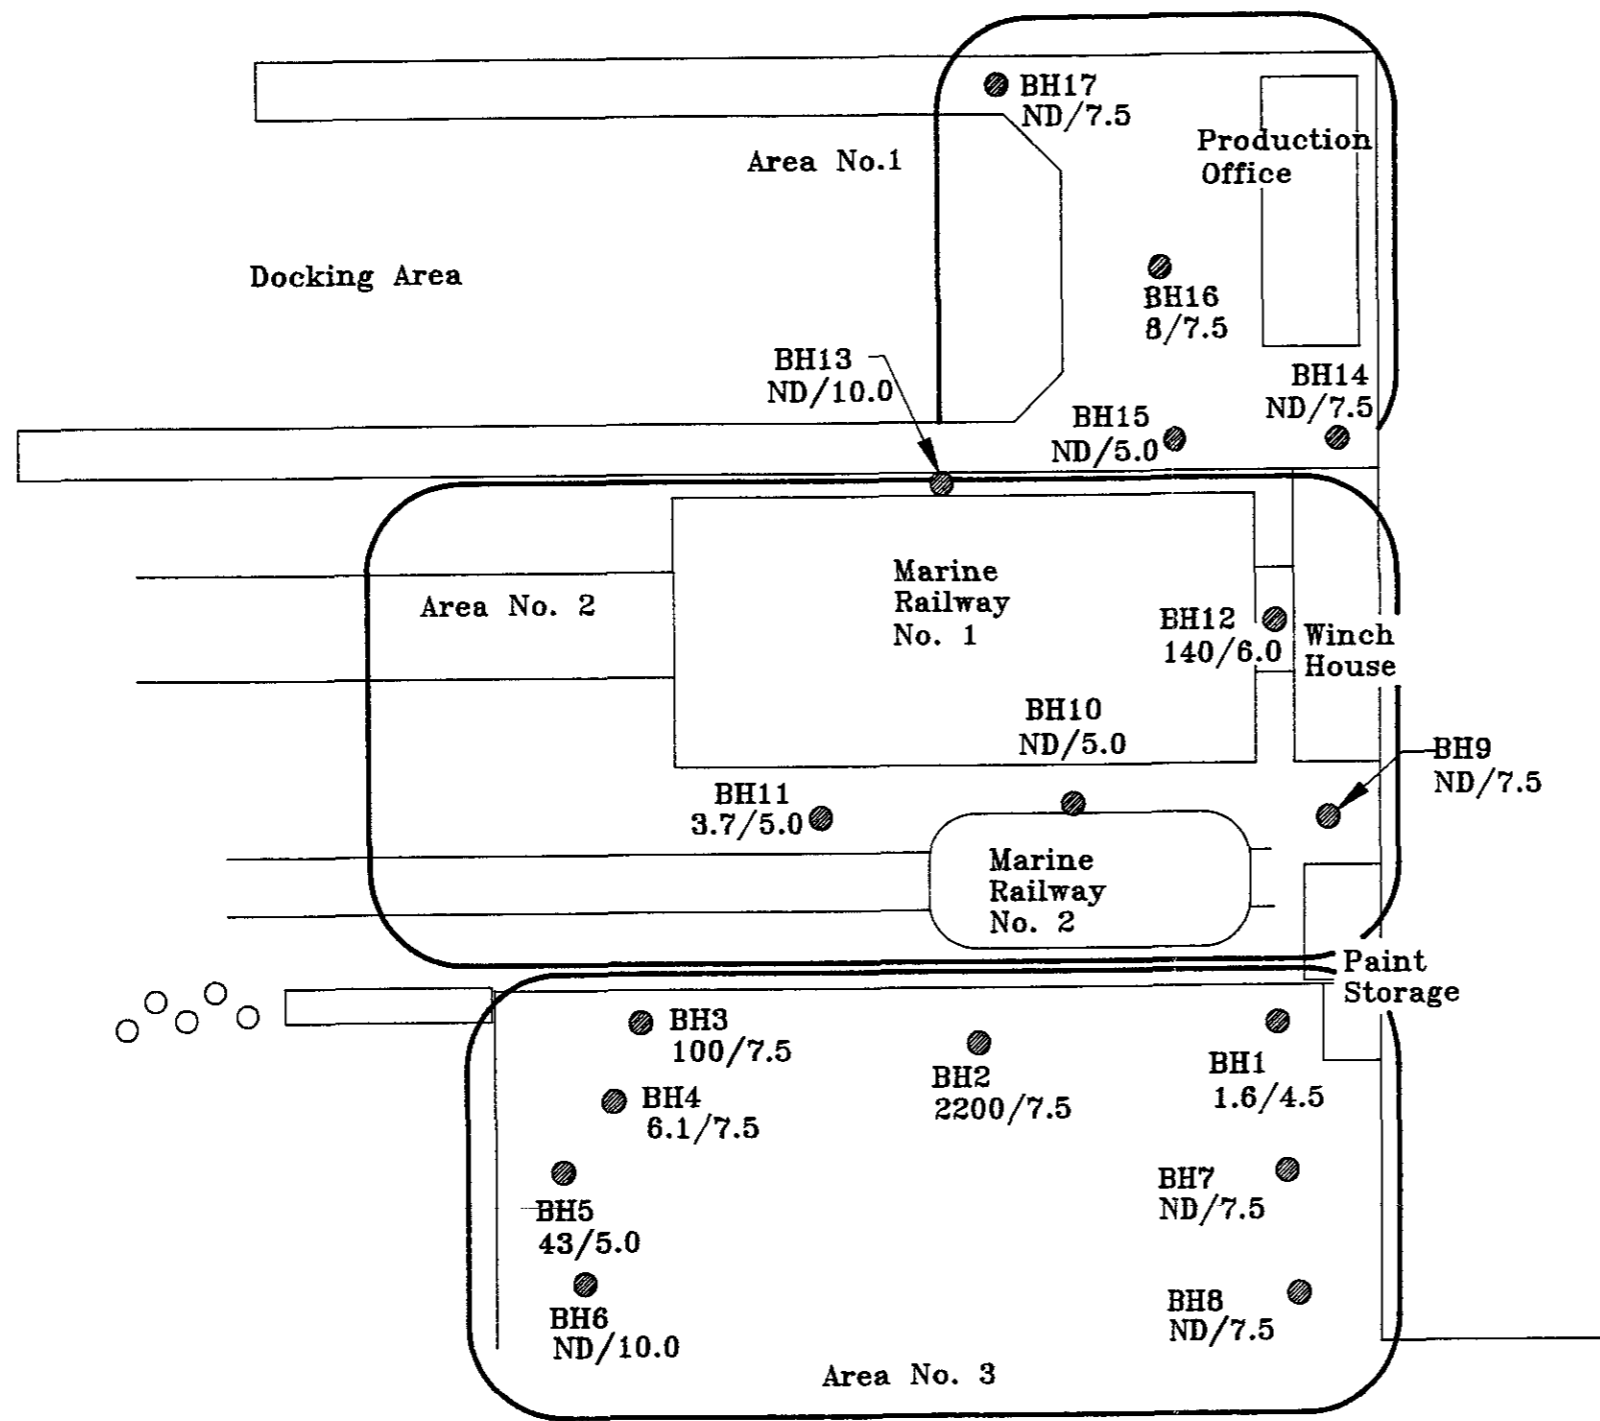 BH17
ND/7.5
Area No.1
Production
Office
Docking Area
BH16
8/7.5
BH13
ND/10.0
BH14
ND/7.5
BH15
ND/5.0
Marine
Railway
No. 1
Area No. 2
BH12
140/6.0
Winch
House
BH10
ND/5.0
BH9
ND/7.5
BH11
3.7/5.0
Marine
Railway
No. 2
Paint
Storage
BH3
100/7.5
BH2
2200/7.5
BH1
1.6/4.5
BH4
6.1/7.5
BH7
ND/7.5
BH5
43/5.0
BH8
ND/7.5
BH6
ND/10.0
Area No. 3